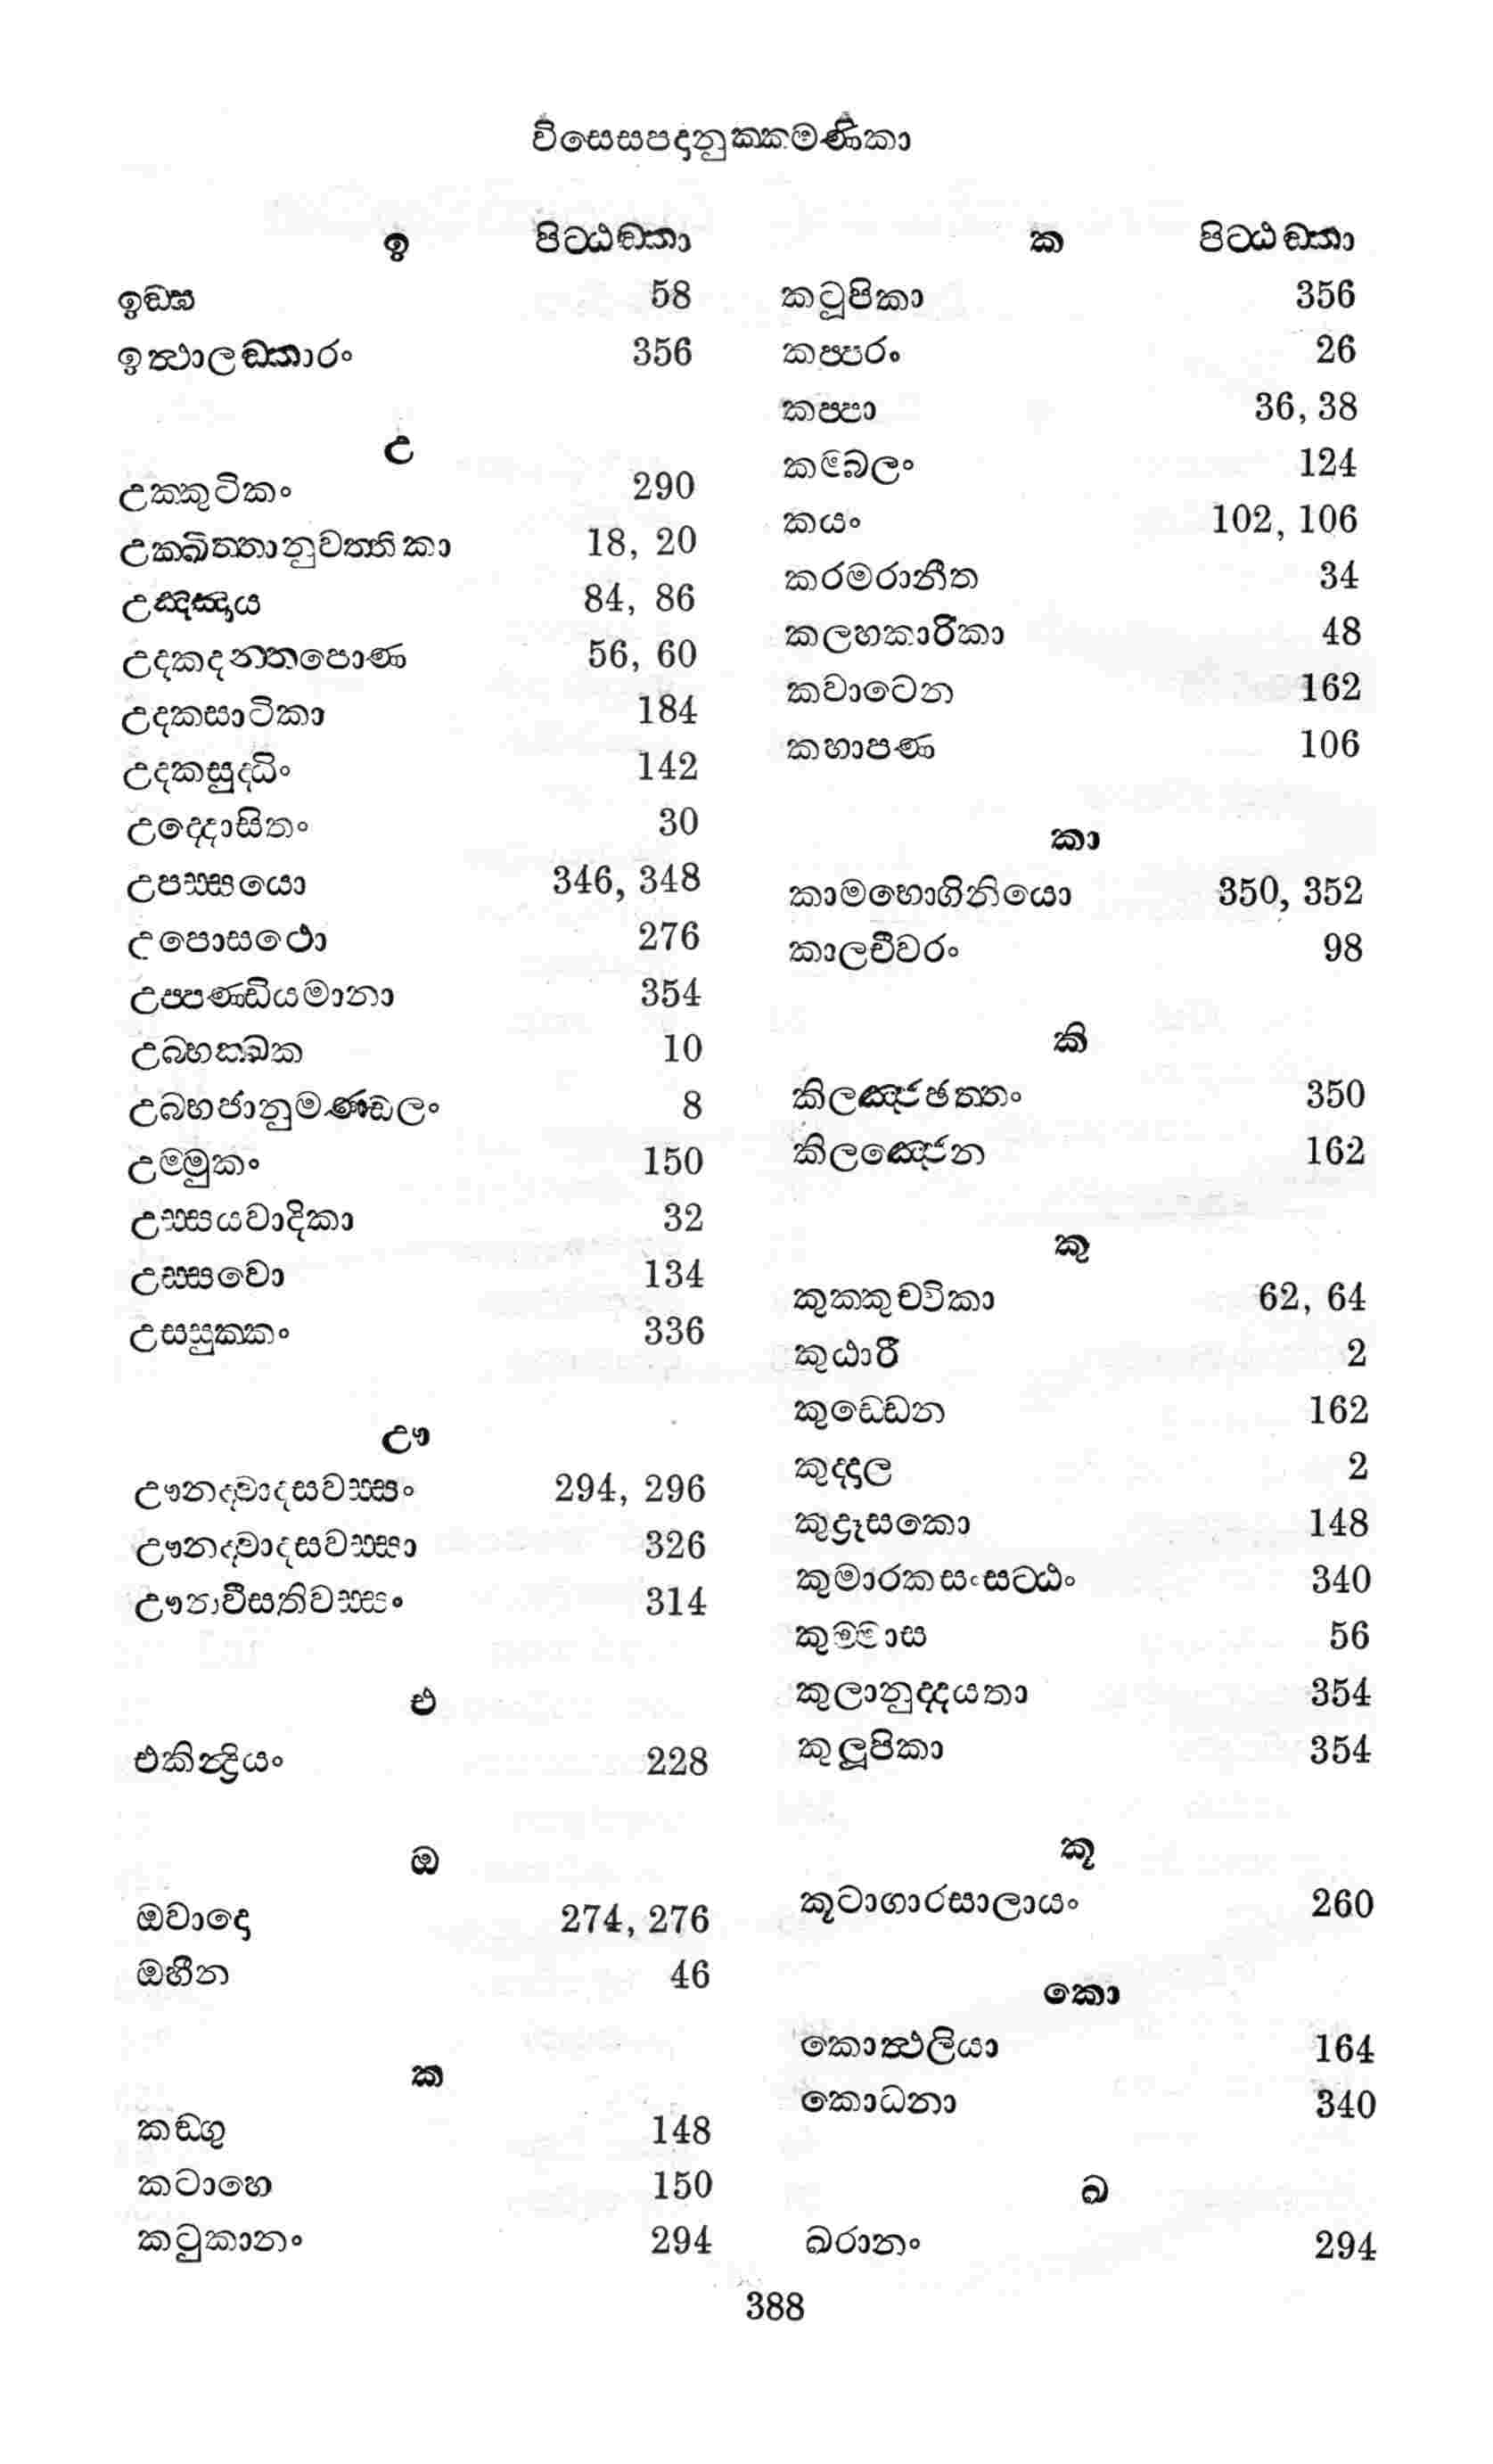 විසෙසපදානුක්කමණිකා
ඉ පිට්ඨඞ්කා
ඉඞ්ඝ 58
ඉත්ථාලඞ්කාරං 356
උ
උක්කුටිකං 290
උක්ඛිත්තානුවත්තිකා 18, 20
උඤ්ඤාය 84, 86
උදකදන්තපොණ 56, 60
උදකසාටිකා 184
උදකසුද්ධිං 142
උද්දොසිතං 30
උපස්සයො 346, 348
උපොසථො 276
උප්පණ්ඩියමානා 354
උබ්භක්ඛක 10
උබ්භජානුමණ්ඩලං 8
උම්මුකං 150
උස්සයවාදිකා 32
උස්සවො 134
උස්සුක්කං 336
ඌ
ඌනද්වාදසවස්සං 294, 296
ඌනද්වාදසවස්සා 326
ඌනවීසතිවස්සං 314
එ
එකින්ද්‍රියං 228
ඔ
ඔවාදො 274, 276
ඔහීන 46
ක
කඞ්ගු 148
කටාහෙ 150
කටුකානං 294
ක පිට්ඨඞ්කා
කටූපිකා 356
කප්පරං 26
කප්පා 36, 38
කම්බලං 124
කයං 102, 106
කරමරානීත 34
කලහකාරිකා 48
කවාටෙන 162
කහාපණ 106
කා
කාමභොගිනියො 350, 352
කාලචීවරං 98
කි
කිලඤ්ජච්ඡත්තං 350
කිලඤ්ජෙන 162
කු
කුක්කුච්චිකා 62, 64
කුඨාරී 2
කුඩ්ඩෙන 162
කුද්දාල 2
කුද්‍රෑසකො 148
කුමාරකසංසට්ඨං 340
කුම්මාස 56
කුලානුද්දයතා 354
කුලූපිකා 354
කූ
කූටාගාරසාලායං 260
කො
කොත්ථලියා 164
කොධනා 340
ඛ
ඛරානං 294
388